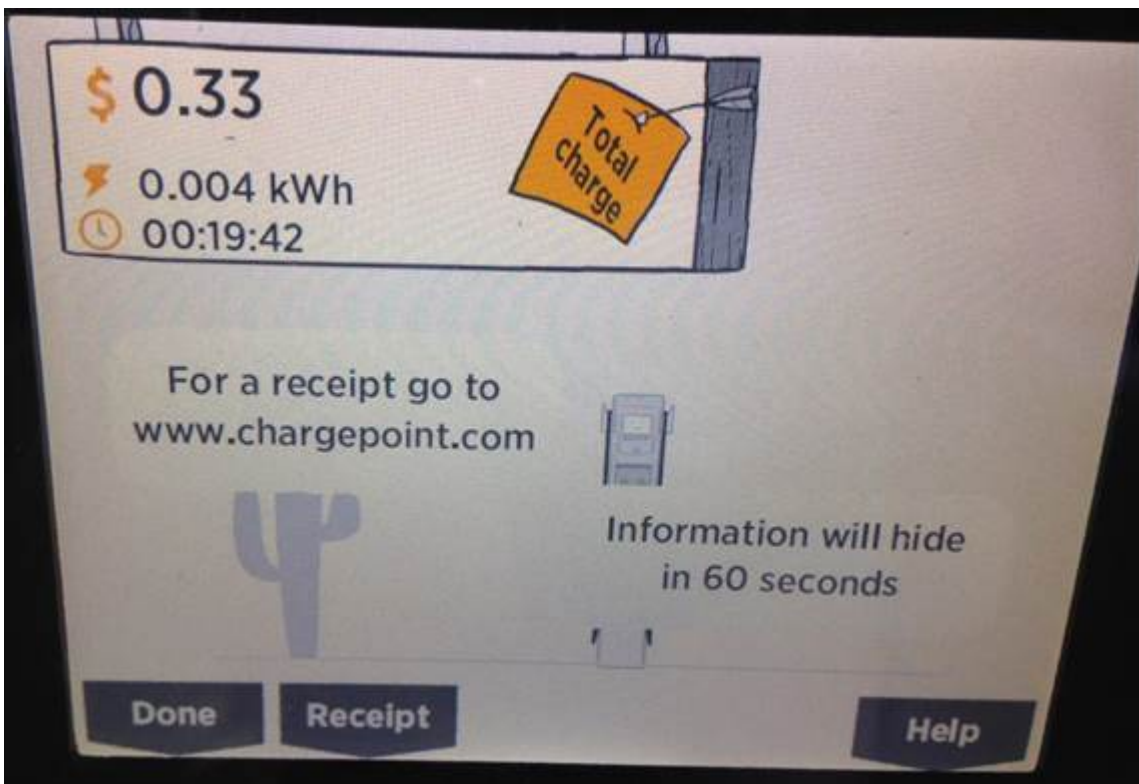 $ 0.33
0.004 kWh
00:19:42
Total
charge
For a receipt go to
www.chargepoint.com
Information will hide
in 60 seconds
Done
Receipt
Help